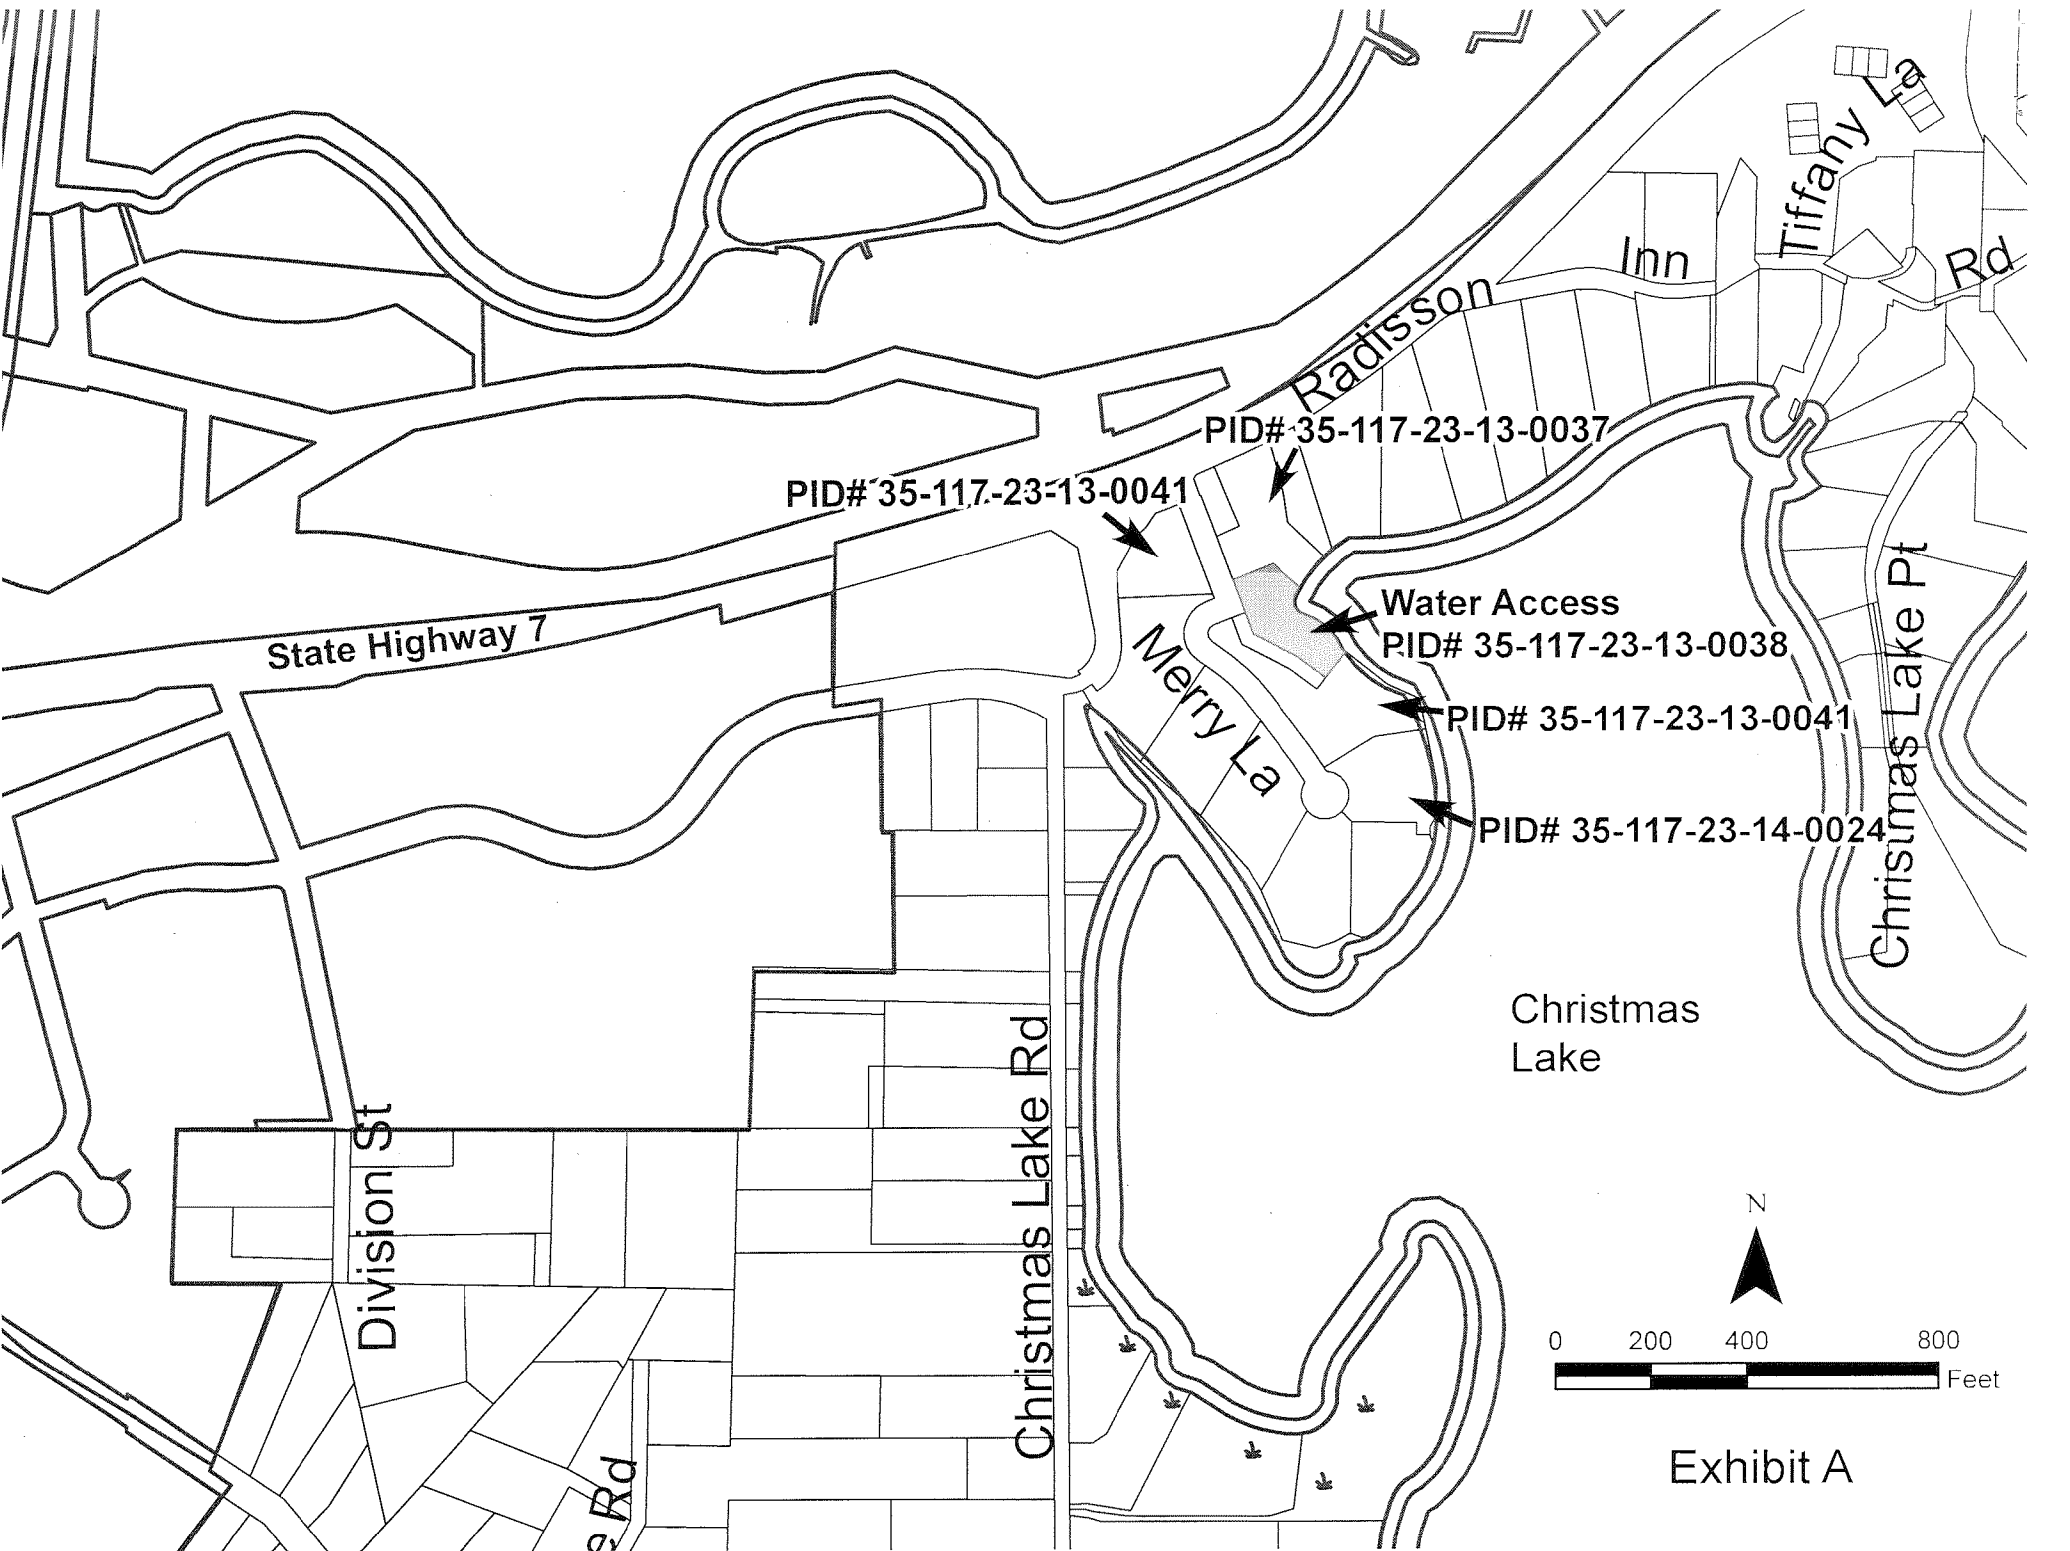 Tiffany La
Inn
Rd
Radisson
PID# 35-117-23-13-0037
PID# 35-117-23-13-0041
Water Access
PID# 35-117-23-13-0038
State Highway 7
Merry La
PID# 35-117-23-13-0041
Christmas Lake Pt
PID# 35-117-23-14-0024
Christmas
Lake
Christmas Lake Rd
Division St
N
0 200 400 800
Feet
e Rd
Exhibit A